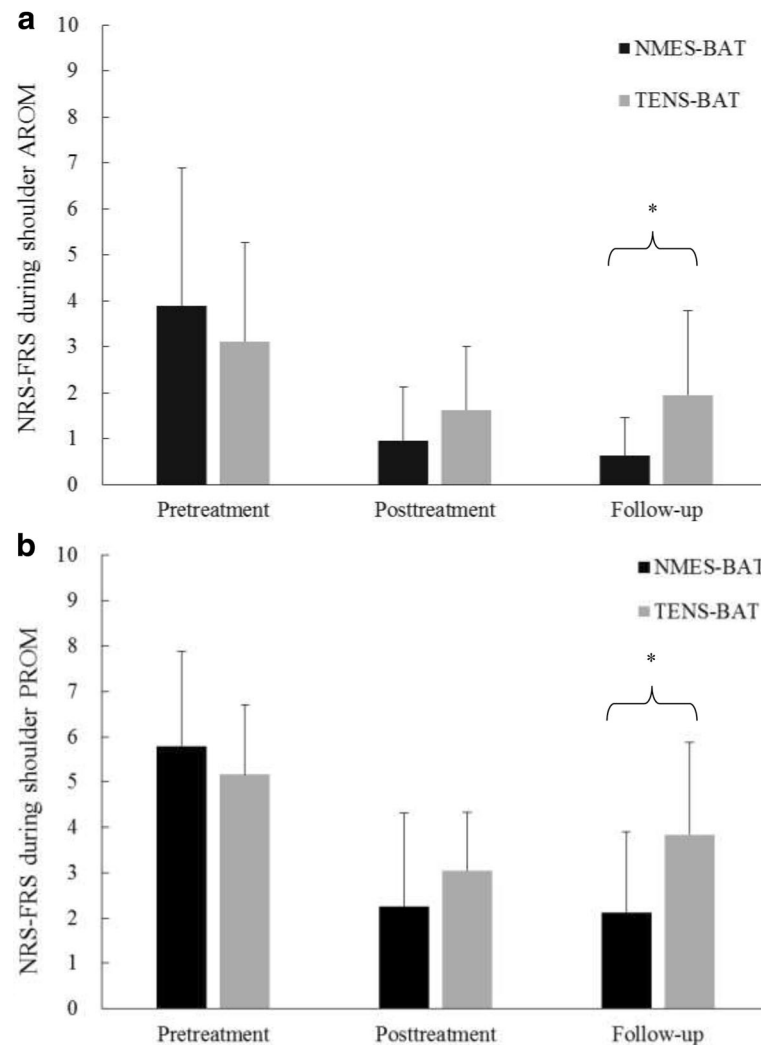 a
NRS-FRS during shoulder AROM
10
9
8
7
6
5
4
3
2
1
0
NMES-BAT
TENS-BAT
*
Pretreatment Posttreatment Follow-up
b
NRS-FRS during shoulder PROM
10
9
8
7
6
5
4
3
2
1
0
NMES-BAT
TENS-BAT
*
Pretreatment Posttreatment Follow-up